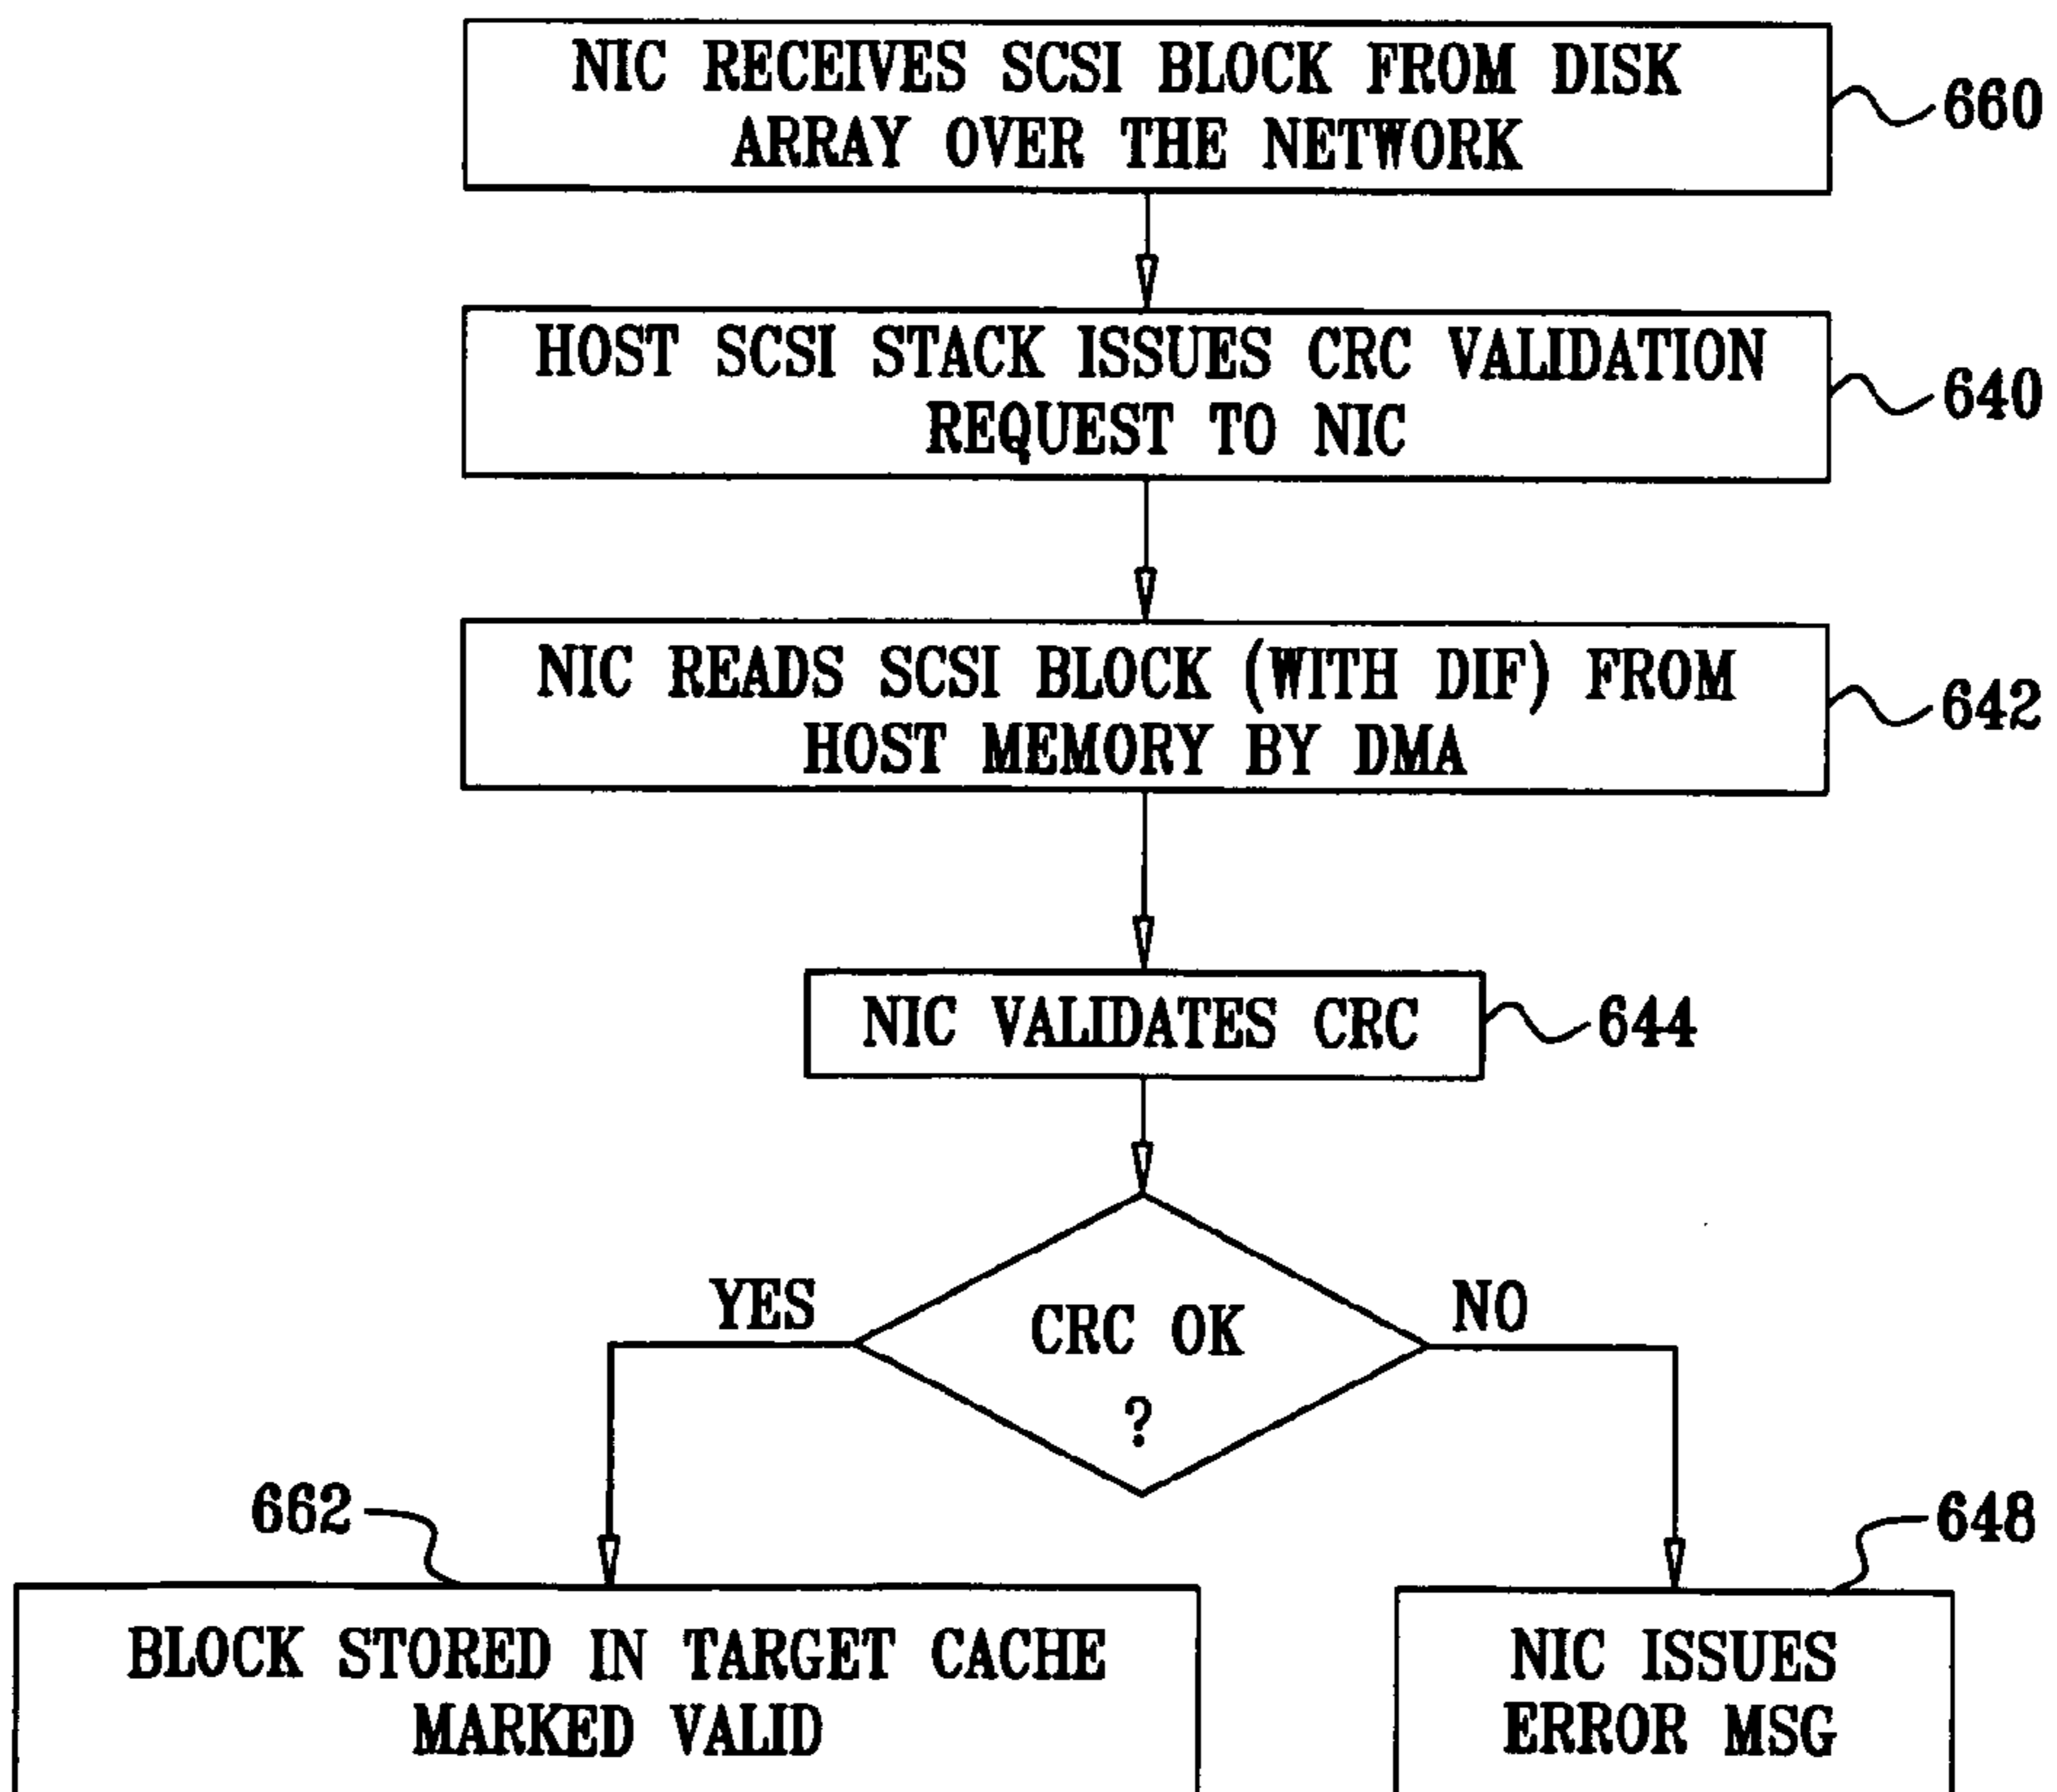 NIC RECEIVES SCSI BLOCK FROM DISK
ARRAY OVER THE NETWORK
660
HOST SCSI STACK ISSUES CRC VALIDATION
REQUEST TO NIC
640
NIC READS SCSI BLOCK (WITH DIF) FROM
HOST MEMORY BY DMA
642
NIC VALIDATES CRC
644
CRC OK
?
YES
NO
662
BLOCK STORED IN TARGET CACHE
MARKED VALID
648
NIC ISSUES
ERROR MSG